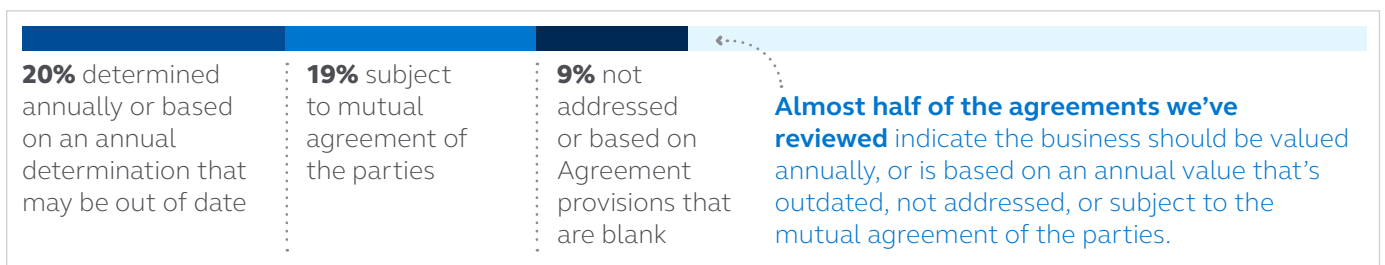 20% determined
annually or based
on an annual
determination that
may be out of date
19% subject
to mutual
agreement of
the parties
9% not
addressed
or based on
Agreement
provisions that
are blank
Almost half of the agreements we’ve
reviewed indicate the business should be valued
annually, or is based on an annual value that’s
outdated, not addressed, or subject to the
mutual agreement of the parties.